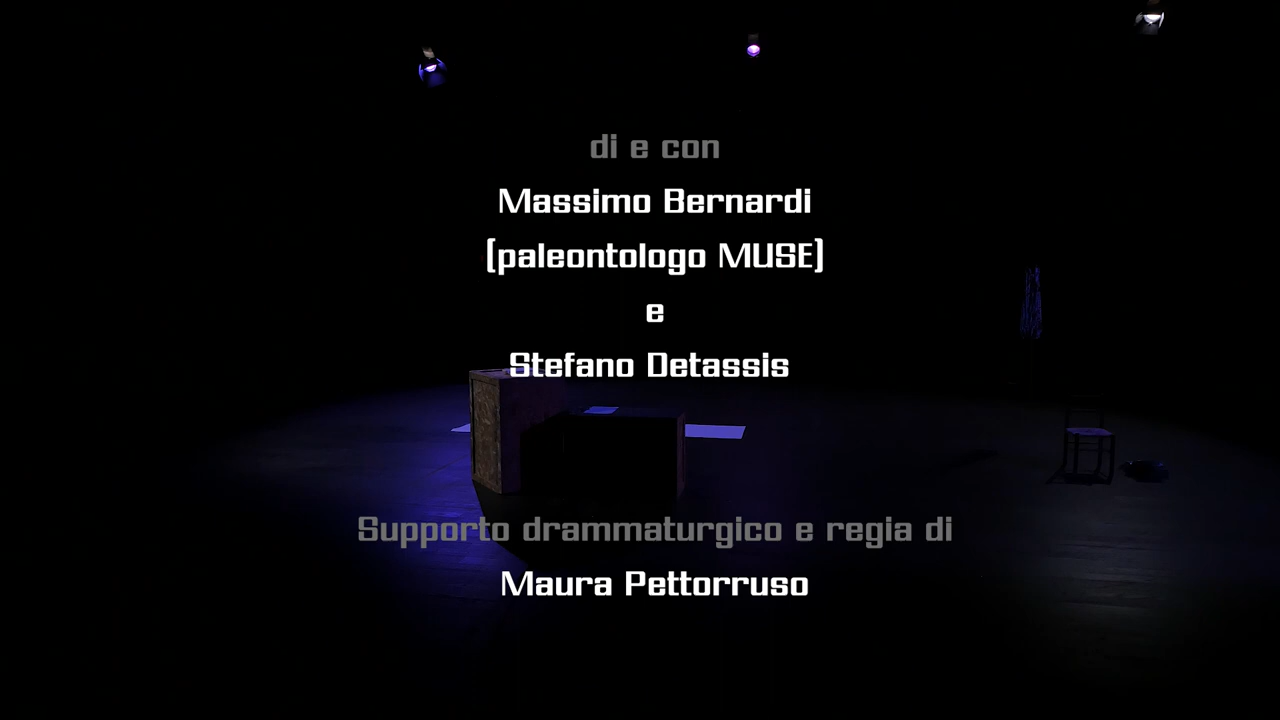 di e con
Massimo Bernardi
(paleontologo MUSE)
e
Stefano Detassis
Supporto drammaturgico e regia di
Maura Pettorruso